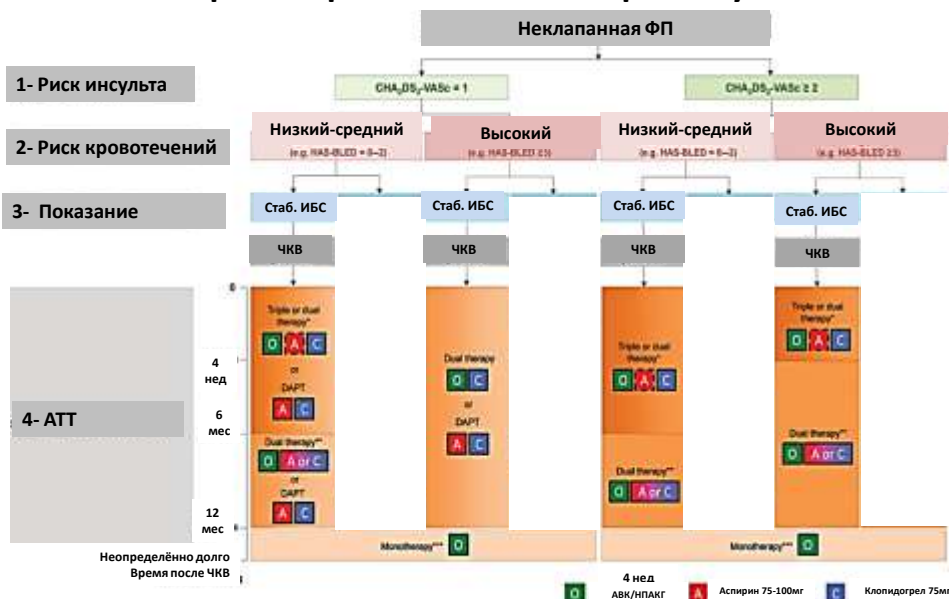 Неклапанная ФП
1- Риск инсульта
CHA₂DS₂-VASc = 1
CHA₂DS₂-VASc ≥ 2
2- Риск кровотечений
Низкий-средний
(e.g. HAS-BLED = 0–2)
Высокий
(e.g. HAS-BLED ≥3)
Низкий-средний
(e.g. HAS-BLED = 0–2)
Высокий
(e.g. HAS-BLED ≥3)
3- Показание
Стаб. ИБС
Стаб. ИБС
Стаб. ИБС
Стаб. ИБС
ЧКВ
ЧКВ
ЧКВ
ЧКВ
4- АТТ
0
4
нед
6
мес
12
мес
Неопределённо долго
Время после ЧКВ
Triple or dual
therapy*
O A C
or
DAPT
A C
Dual therapy**
O A or C
or
DAPT
A C
Dual therapy
O C
or
DAPT
A C
Triple or dual
therapy*
O A C
Dual therapy**
O A or C
Triple or dual
therapy*
O A C
Dual therapy**
O A or C
Monotherapy*** O
Monotherapy*** O
4 нед
O АВК/НПАКГ
A Аспирин 75-100мг
C Клопидогрел 75м